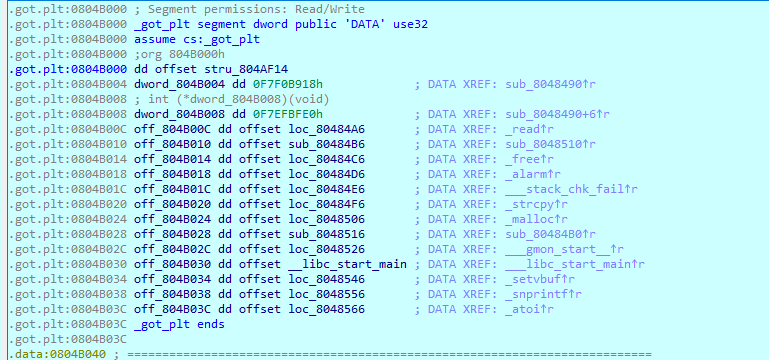 .got.plt:0804B000 ; Segment permissions: Read/Write
.got.plt:0804B000 _got_plt segment dword public 'DATA' use32
.got.plt:0804B000 assume cs:_got_plt
.got.plt:0804B000 ;org 804B000h
.got.plt:0804B000 dd offset stru_804AF14
.got.plt:0804B004 dword_804B004 dd 0F7F0B918h ; DATA XREF: sub_8048490↑r
.got.plt:0804B008 ; int (*dword_804B008)(void)
.got.plt:0804B008 dword_804B008 dd 0F7EFBFE0h ; DATA XREF: sub_8048490+6↑r
.got.plt:0804B00C off_804B00C dd offset loc_80484A6 ; DATA XREF: _read↑r
.got.plt:0804B010 off_804B010 dd offset sub_80484B6 ; DATA XREF: sub_8048510↑r
.got.plt:0804B014 off_804B014 dd offset loc_80484C6 ; DATA XREF: _free↑r
.got.plt:0804B018 off_804B018 dd offset loc_80484D6 ; DATA XREF: _alarm↑r
.got.plt:0804B01C off_804B01C dd offset loc_80484E6 ; DATA XREF: ___stack_chk_fail↑r
.got.plt:0804B020 off_804B020 dd offset loc_80484F6 ; DATA XREF: _strcpy↑r
.got.plt:0804B024 off_804B024 dd offset loc_8048506 ; DATA XREF: _malloc↑r
.got.plt:0804B028 off_804B028 dd offset sub_8048516 ; DATA XREF: sub_80484B0↑r
.got.plt:0804B02C off_804B02C dd offset loc_8048526 ; DATA XREF: ___gmon_start__↑r
.got.plt:0804B030 off_804B030 dd offset __libc_start_main ; DATA XREF: ___libc_start_main↑r
.got.plt:0804B034 off_804B034 dd offset loc_8048546 ; DATA XREF: _setvbuf↑r
.got.plt:0804B038 off_804B038 dd offset loc_8048556 ; DATA XREF: _snprintf↑r
.got.plt:0804B03C off_804B03C dd offset loc_8048566 ; DATA XREF: _atoi↑r
.got.plt:0804B03C _got_plt ends
.got.plt:0804B03C
.data:0804B040 ; ===========================================================================